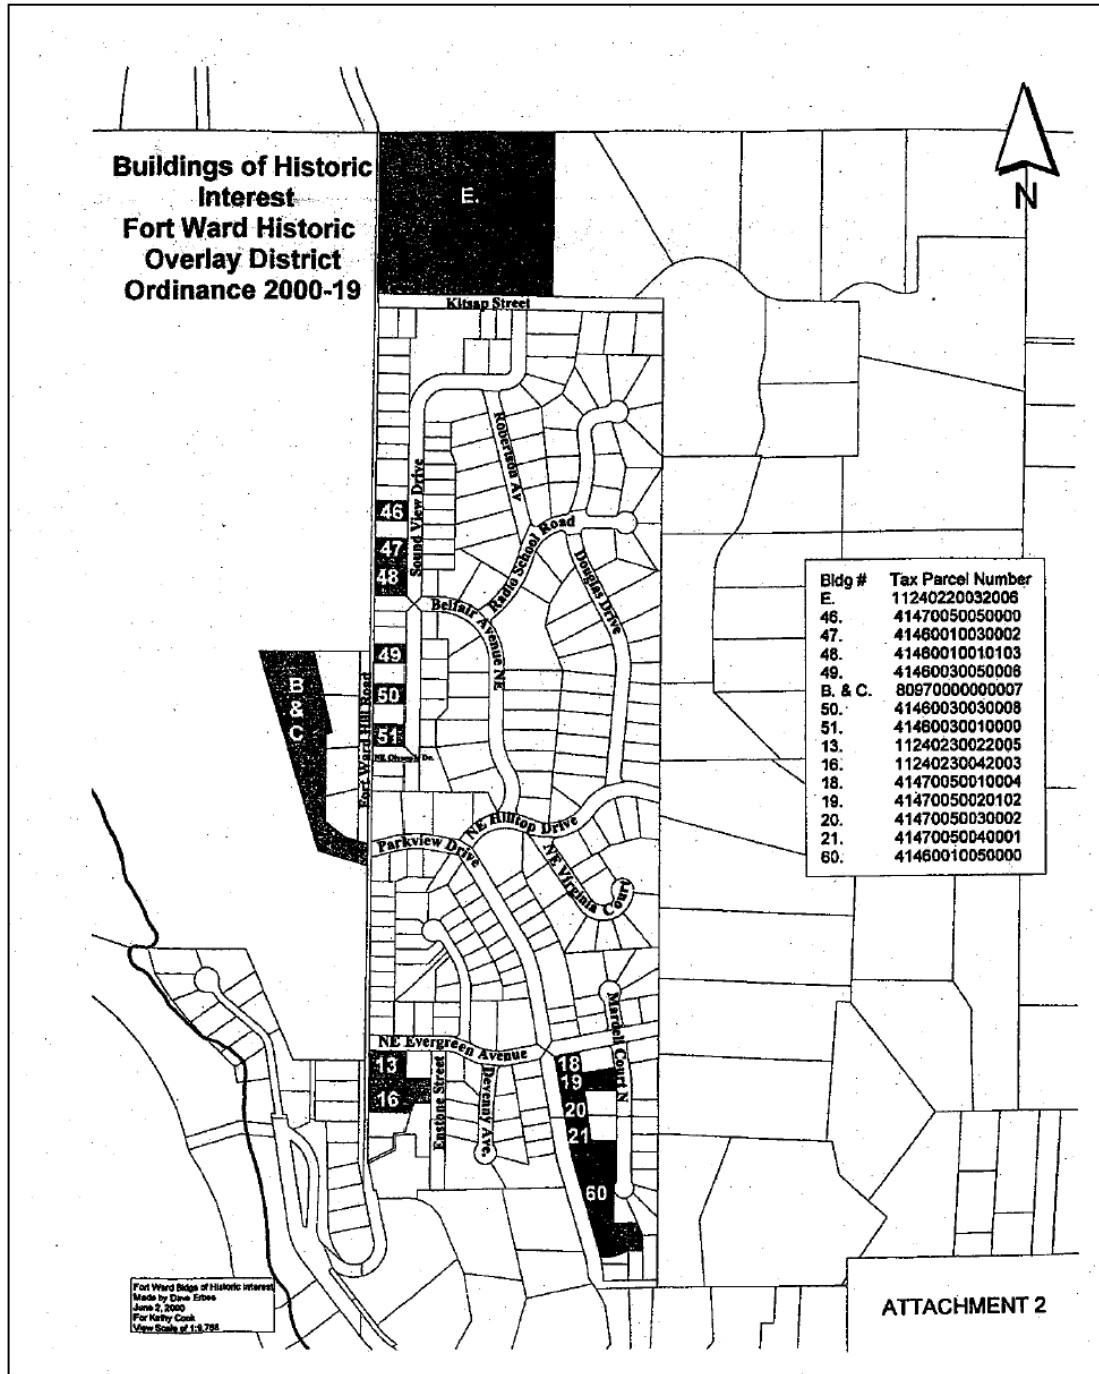 Buildings of Historic
Interest
Fort Ward Historic
Overlay District
Ordinance 2000-19
N
E.
Kitsap Street
Robertson Av
Sound View Drive
46
47
48
Radio School Road
Douglas Drive
Belfair Avenue NE
49
50
51
B
&
C
Fort Ward Hill Road
Bldg # Tax Parcel Number
E. 11240220032006
46. 41470050050000
47. 41460010030002
48. 41460010010103
49. 41460030050006
B. & C. 80970000000007
50. 41460030030008
51. 41460030010000
13. 11240230022005
16. 11240230042003
18. 41470050010004
19. 41470050020102
20. 41470050030002
21. 41470050040001
60. 41460010050000
NE Hilltop Drive
Parkview Drive
NE Virginia Court
NE Evergreen Avenue
13
16
Enstone Street
Devenny Ave.
18
19
20
21
60
Fort Ward Bldgs of Historic Interest
Made by Dave Erbes
June 2, 2000
For Kathy Cook
ATTACHMENT 2